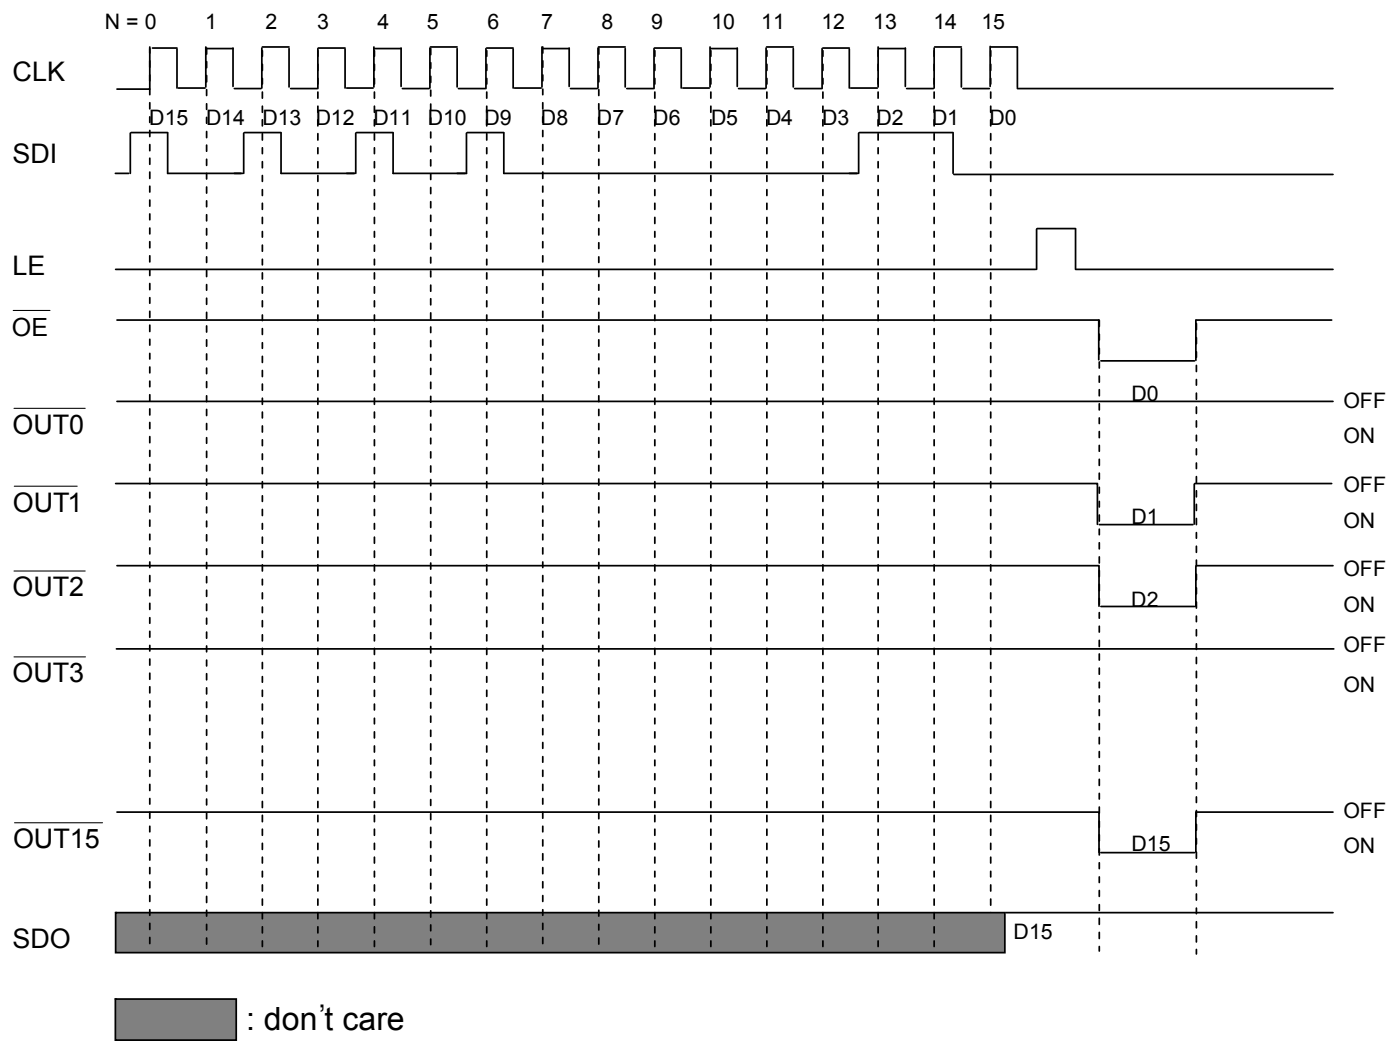 N = 0 1 2 3 4 5 6 7 8 9 10 11 12 13 14 15
CLK
D15 D14 D13 D12 D11 D10 D9 D8 D7 D6 D5 D4 D3 D2 D1 D0
SDI
LE
OE
D0 OFF
OUT0
ON
OFF
OUT1
D1 ON
OFF
OUT2
D2 ON
OFF
OUT3
ON
OFF
OUT15 D15 ON
SDO D15
: don't care